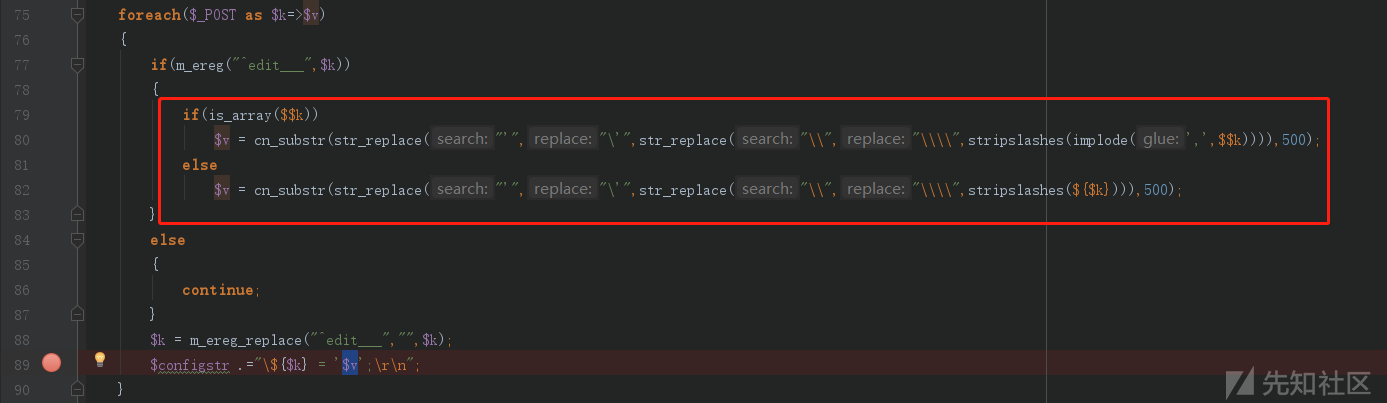 75 foreach($_POST as $k=>$v)
76 {
77 if(m_ereg("^edit___",$k))
78 {
79 if(is_array($$k))
80 $v = cn_substr(str_replace( search: "'", replace: "\'",str_replace( search: "\\", replace: "\\\\",stripslashes(implode( glue: ',',$$k)))),500);
81 else
82 $v = cn_substr(str_replace( search: "'", replace: "\'",str_replace( search: "\\", replace: "\\\\",stripslashes(${$k}))),500);
83 }
84 else
85 {
86 continue;
87 }
88 $k = m_ereg_replace("^edit___","",$k);
89 $configstr .="\${$k} = '$v';\r\n";
90 }
先知社区